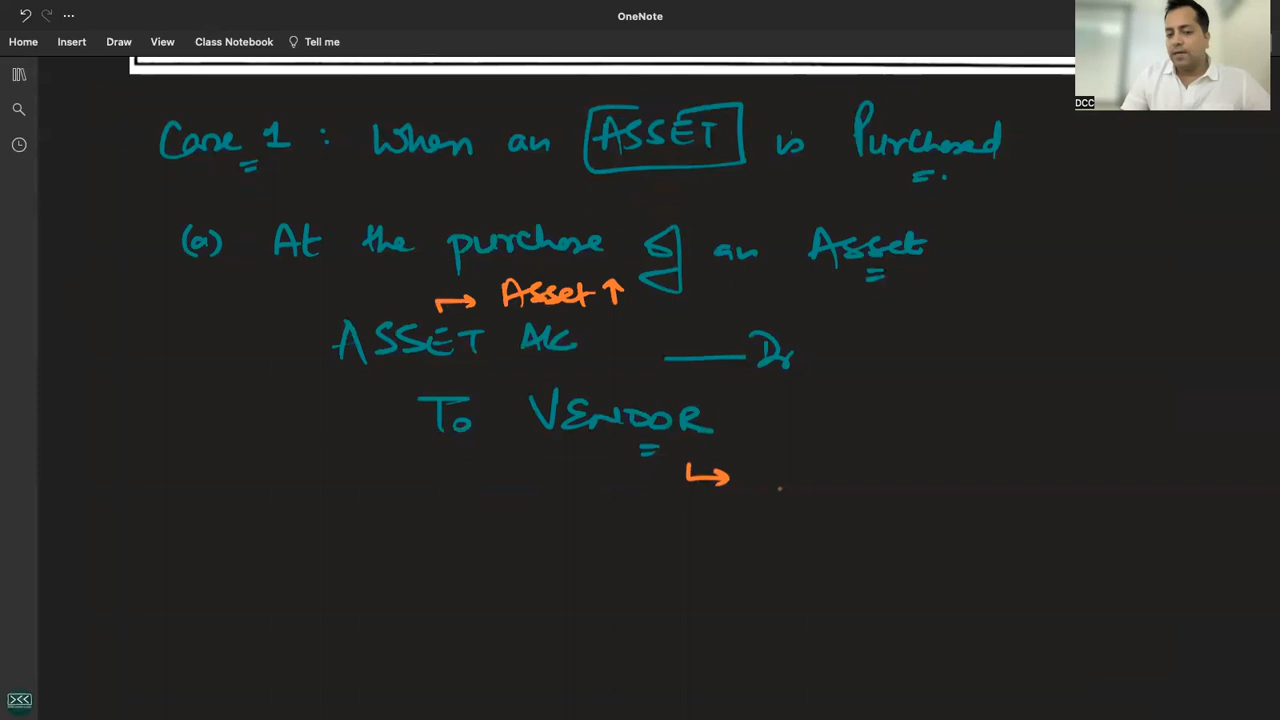 OneNote
Home Insert Draw View Class Notebook Tell me
DCC
Case 1 : When an ASSET is Purchased
(a) At the purchase of an Asset
→ Asset ↑
ASSET A/C ——— Dr
To VENDOR